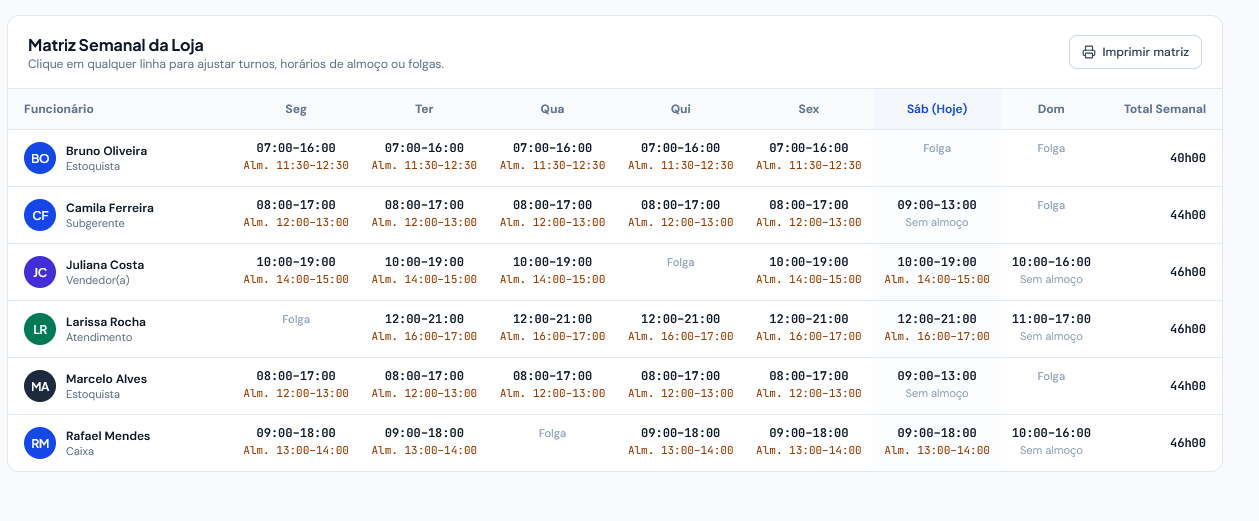 Matriz Semanal da Loja
Clique em qualquer linha para ajustar turnos, horários de almoço ou folgas.
Imprimir matriz
Funcionário Seg Ter Qua Qui Sex Sáb (Hoje) Dom Total Semanal
BO Bruno Oliveira 07:00–16:00 07:00–16:00 07:00–16:00 07:00–16:00 07:00–16:00 Folga Folga 40h00
Estoquista Alm. 11:30–12:30 Alm. 11:30–12:30 Alm. 11:30–12:30 Alm. 11:30–12:30 Alm. 11:30–12:30
CF Camila Ferreira 08:00–17:00 08:00–17:00 08:00–17:00 08:00–17:00 08:00–17:00 09:00–13:00 Folga 44h00
Subgerente Alm. 12:00–13:00 Alm. 12:00–13:00 Alm. 12:00–13:00 Alm. 12:00–13:00 Alm. 12:00–13:00 Sem almoço
JC Juliana Costa 10:00–19:00 10:00–19:00 10:00–19:00 Folga 10:00–19:00 10:00–19:00 10:00–16:00 46h00
Vendedor(a) Alm. 14:00–15:00 Alm. 14:00–15:00 Alm. 14:00–15:00 Alm. 14:00–15:00 Alm. 14:00–15:00 Sem almoço
LR Larissa Rocha Folga 12:00–21:00 12:00–21:00 12:00–21:00 12:00–21:00 12:00–21:00 11:00–17:00 46h00
Atendimento Alm. 16:00–17:00 Alm. 16:00–17:00 Alm. 16:00–17:00 Alm. 16:00–17:00 Alm. 16:00–17:00 Sem almoço
MA Marcelo Alves 08:00–17:00 08:00–17:00 08:00–17:00 08:00–17:00 08:00–17:00 09:00–13:00 Folga 44h00
Estoquista Alm. 12:00–13:00 Alm. 12:00–13:00 Alm. 12:00–13:00 Alm. 12:00–13:00 Alm. 12:00–13:00 Sem almoço
RM Rafael Mendes 09:00–18:00 09:00–18:00 Folga 09:00–18:00 09:00–18:00 09:00–18:00 10:00–16:00 46h00
Caixa Alm. 13:00–14:00 Alm. 13:00–14:00 Alm. 13:00–14:00 Alm. 13:00–14:00 Alm. 13:00–14:00 Sem almoço